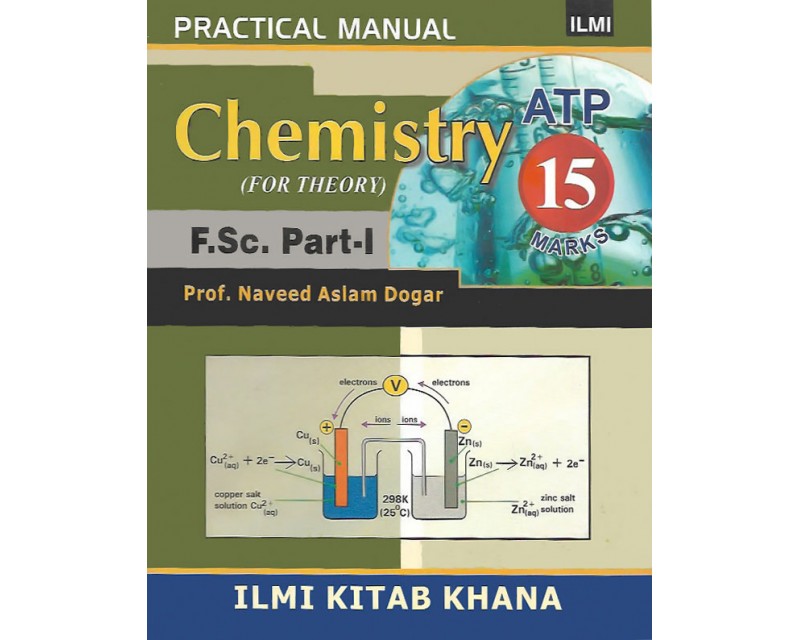 PRACTICAL MANUAL
ILMI
Chemistry
(FOR THEORY)
ATP
15
MARKS
F.Sc. Part-I
Prof. Naveed Aslam Dogar
electrons V electrons
+ ions ions −
Cu(s) Zn(s)
Cu²⁺(aq) + 2e⁻ → Cu(s) Zn(s) → Zn²⁺(aq) + 2e⁻
copper salt
solution Cu²⁺(aq)
298K
(25°C)
zinc salt
Zn²⁺(aq) solution
ILMI KITAB KHANA